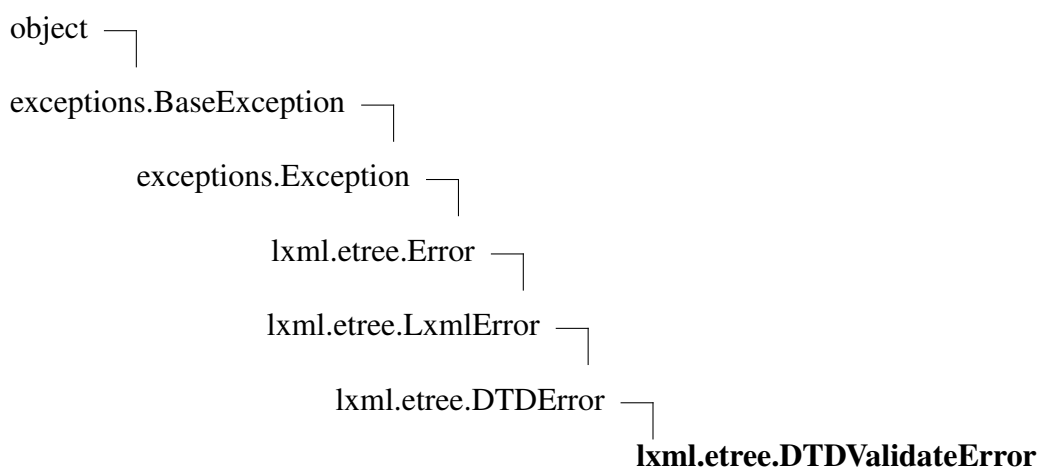 object
exceptions.BaseException
exceptions.Exception
lxml.etree.Error
lxml.etree.LxmlError
lxml.etree.DTDError
lxml.etree.DTDValidateError